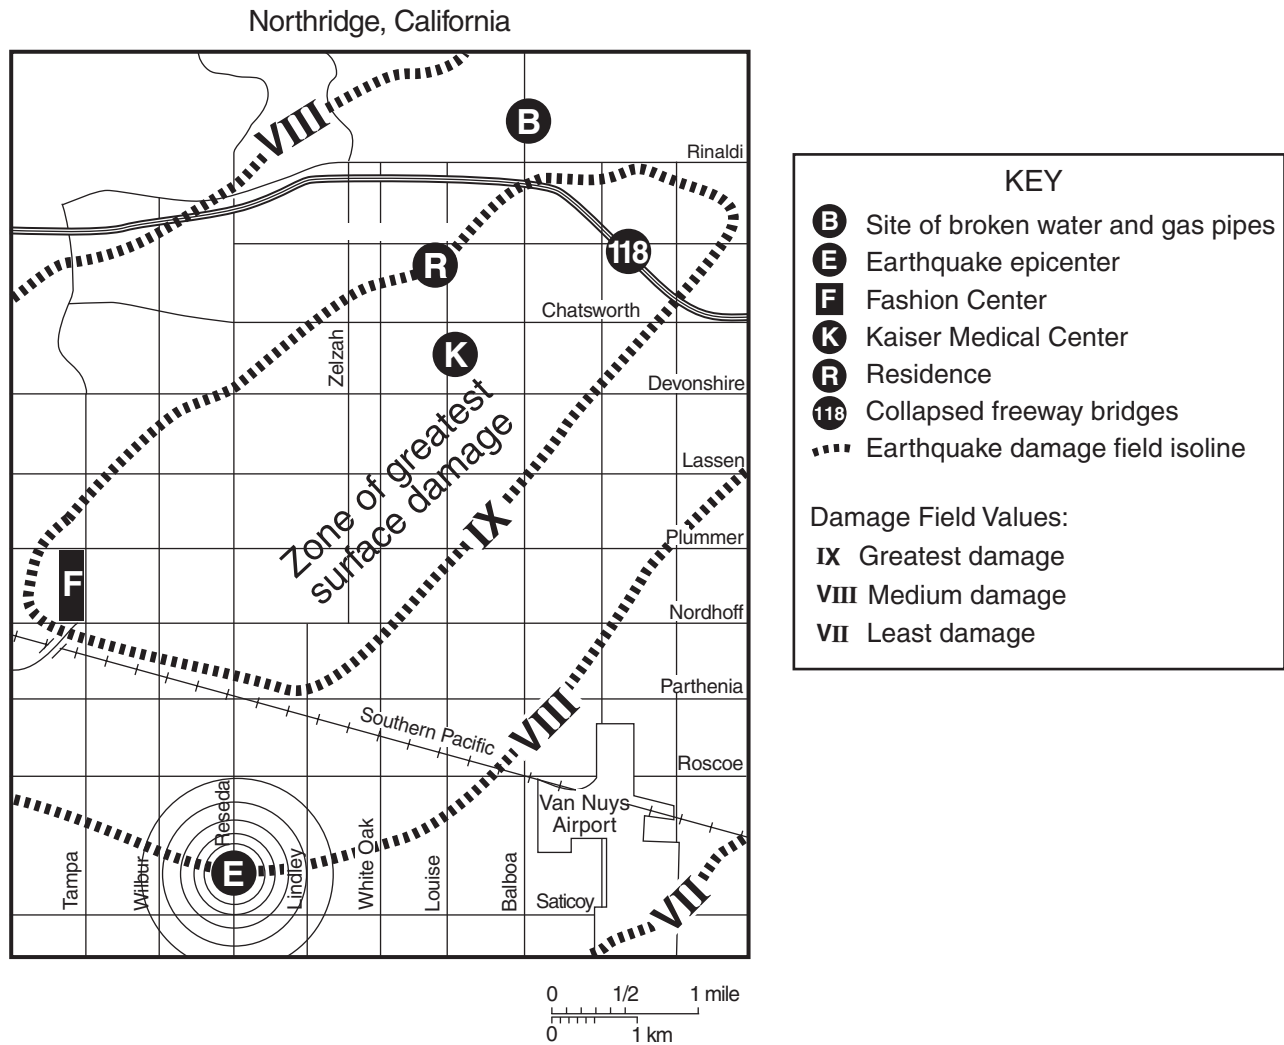 Northridge, California
VIII
B
Rinaldi
R
118
Chatsworth
Zelzah
K
Devonshire
Zone of greatest
surface damage
Lassen
IX
Plummer
F
Nordhoff
Parthenia
Southern Pacific
VIII
Roscoe
Reseda
Van Nuys
Airport
E
Tampa
Wilbur
Lindley
White Oak
Louise
Balboa
Saticoy
VII
0 1/2 1 mile
0 1 km
KEY
B Site of broken water and gas pipes
E Earthquake epicenter
F Fashion Center
K Kaiser Medical Center
R Residence
118 Collapsed freeway bridges
Earthquake damage field isoline
Damage Field Values:
IX Greatest damage
VIII Medium damage
VII Least damage